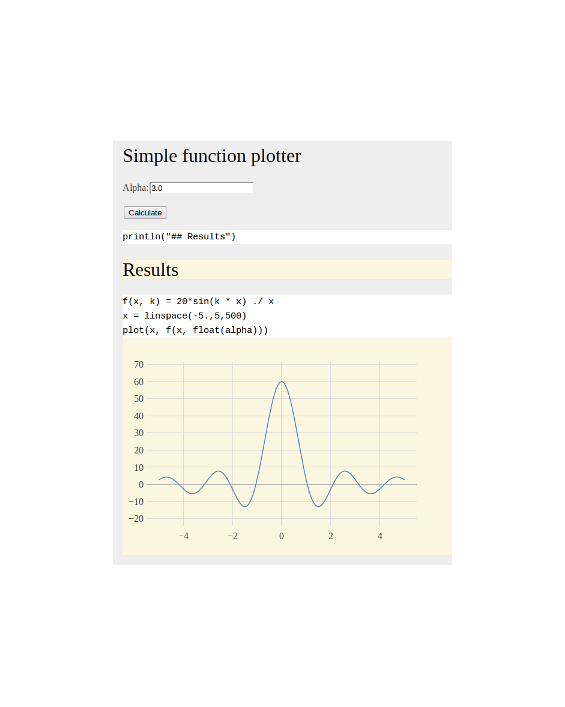 Simple function plotter
Alpha: 3.0
Calculate
println("## Results")
Results
f(x, k) = 20*sin(k * x) ./ x
x = linspace(-5.,5,500)
plot(x, f(x, float(alpha)))
70
60
50
40
30
20
10
0
−10
−20
−4 −2 0 2 4